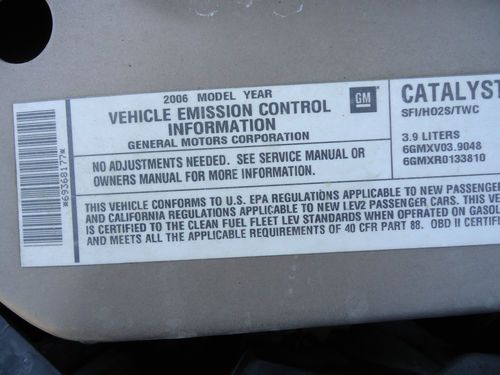 2006 MODEL YEAR
VEHICLE EMISSION CONTROL
INFORMATION
GENERAL MOTORS CORPORATION
GM
CATALYST
SFI/HO2S/TWC
NO ADJUSTMENTS NEEDED. SEE SERVICE MANUAL OR
OWNERS MANUAL FOR MORE INFORMATION.
3.9 LITERS
6GMXV03.9048
6GMXR0133810
THIS VEHICLE CONFORMS TO U.S. EPA REGULATIONS APPLICABLE TO NEW PASSENGER
AND CALIFORNIA REGULATIONS APPLICABLE TO NEW LEV2 PASSENGER CARS. THIS VE
IS CERTIFIED TO THE CLEAN FUEL FLEET LEV STANDARDS WHEN OPERATED ON GASOL
AND MEETS ALL THE APPLICABLE REQUIREMENTS OF 40 CFR PART 88. OBD II CERTIF
*69368177*